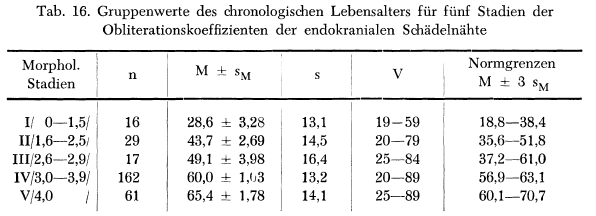 Tab. 16. Gruppenwerte des chronologischen Lebensalters für fünf Stadien der
Obliterationskoeffizienten der endokranialen Schädelnähte
Morphol. Stadien n M ± sM s V Normgrenzen M ± 3 sM
I/ 0—1,5/ 16 28,6 ± 3,28 13,1 19—59 18,8—38,4
II/1,6—2,5/ 29 43,7 ± 2,69 14,5 20—79 35,6—51,8
III/2,6—2,9/ 17 49,1 ± 3,98 16,4 25—84 37,2—61,0
IV/3,0—3,9/ 162 60,0 ± 1,03 13,2 20—89 56,9—63,1
V/4,0 / 61 65,4 ± 1,78 14,1 25—89 60,1—70,7